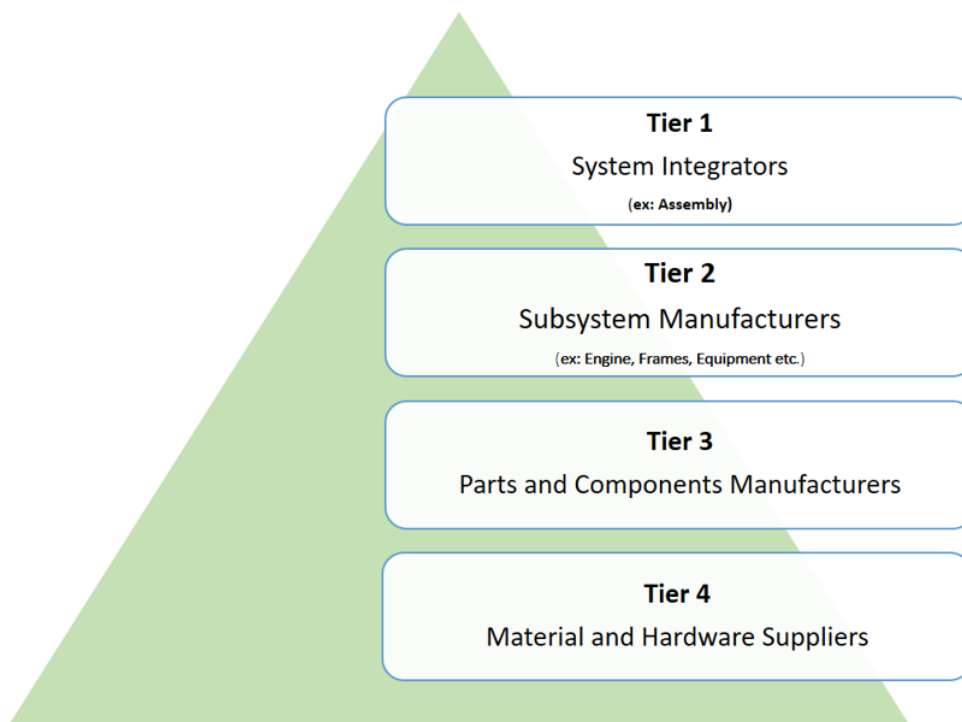 Tier 1
System Integrators
(ex: Assembly)
Tier 2
Subsystem Manufacturers
(ex: Engine, Frames, Equipment etc.)
Tier 3
Parts and Components Manufacturers
Tier 4
Material and Hardware Suppliers